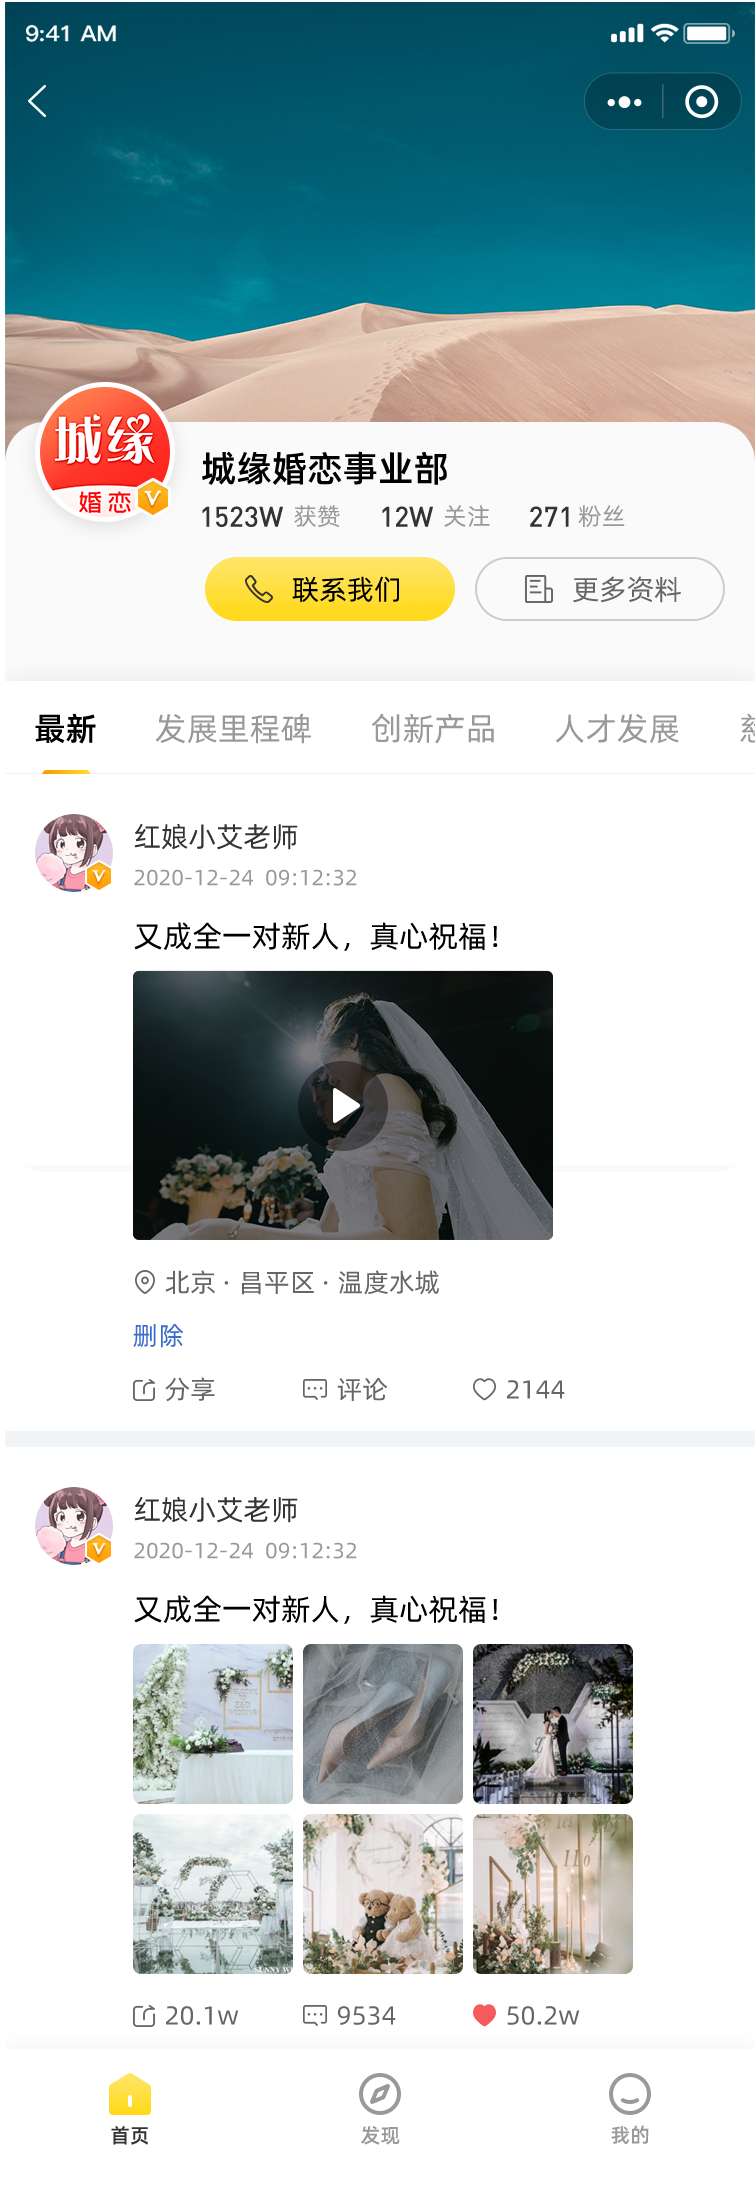 9:41 AM
城缘
婚恋
V
城缘婚恋事业部
1523W 获赞 12W 关注 271 粉丝
联系我们 更多资料
最新 发展里程碑 创新产品 人才发展
红娘小艾老师
V
2020-12-24 09:12:32
又成全一对新人，真心祝福！
北京 · 昌平区 · 温度水城
删除
分享 评论 2144
红娘小艾老师
V
2020-12-24 09:12:32
又成全一对新人，真心祝福！
20.1w 9534 50.2w
首页 发现 我的